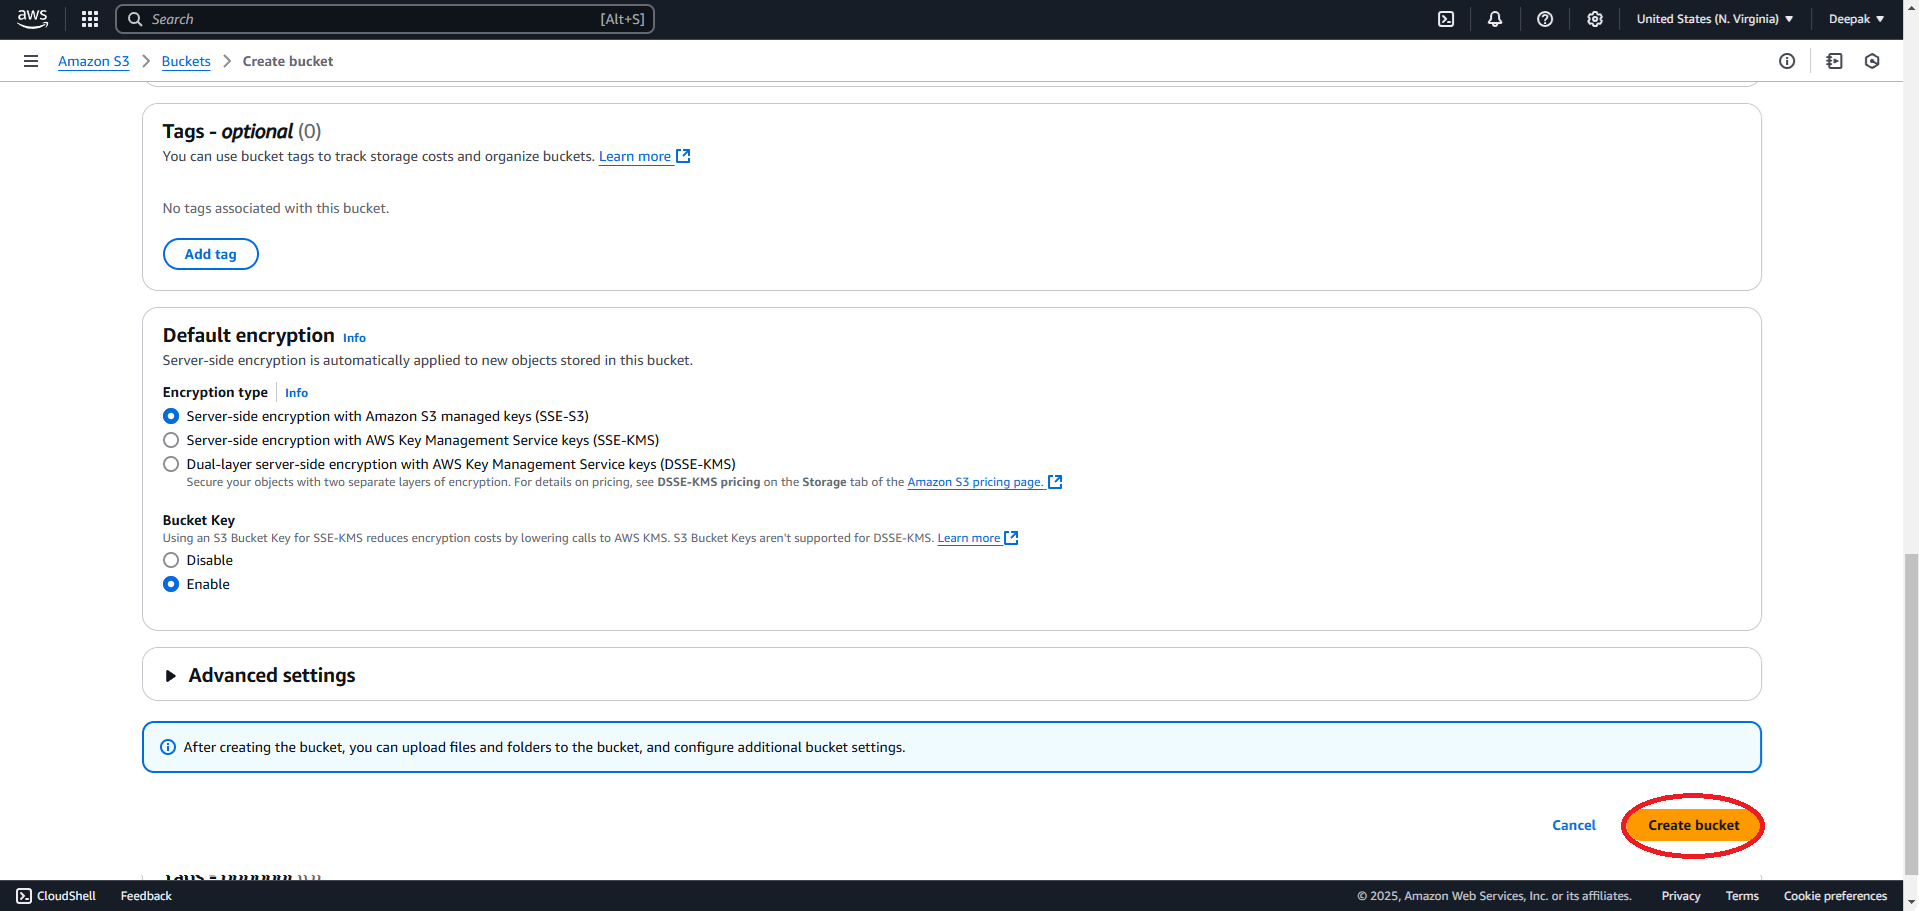 aws
Search [Alt+S]
United States (N. Virginia) Deepak
Amazon S3 Buckets Create bucket
Tags - optional (0)
You can use bucket tags to track storage costs and organize buckets. Learn more
No tags associated with this bucket.
Add tag
Default encryption Info
Server-side encryption is automatically applied to new objects stored in this bucket.
Encryption type Info
Server-side encryption with Amazon S3 managed keys (SSE-S3)
Server-side encryption with AWS Key Management Service keys (SSE-KMS)
Dual-layer server-side encryption with AWS Key Management Service keys (DSSE-KMS)
Secure your objects with two separate layers of encryption. For details on pricing, see DSSE-KMS pricing on the Storage tab of the Amazon S3 pricing page.
Bucket Key
Using an S3 Bucket Key for SSE-KMS reduces encryption costs by lowering calls to AWS KMS. S3 Bucket Keys aren't supported for DSSE-KMS. Learn more
Disable
Enable
Advanced settings
After creating the bucket, you can upload files and folders to the bucket, and configure additional bucket settings.
Cancel Create bucket
CloudShell Feedback © 2025, Amazon Web Services, Inc. or its affiliates. Privacy Terms Cookie preferences